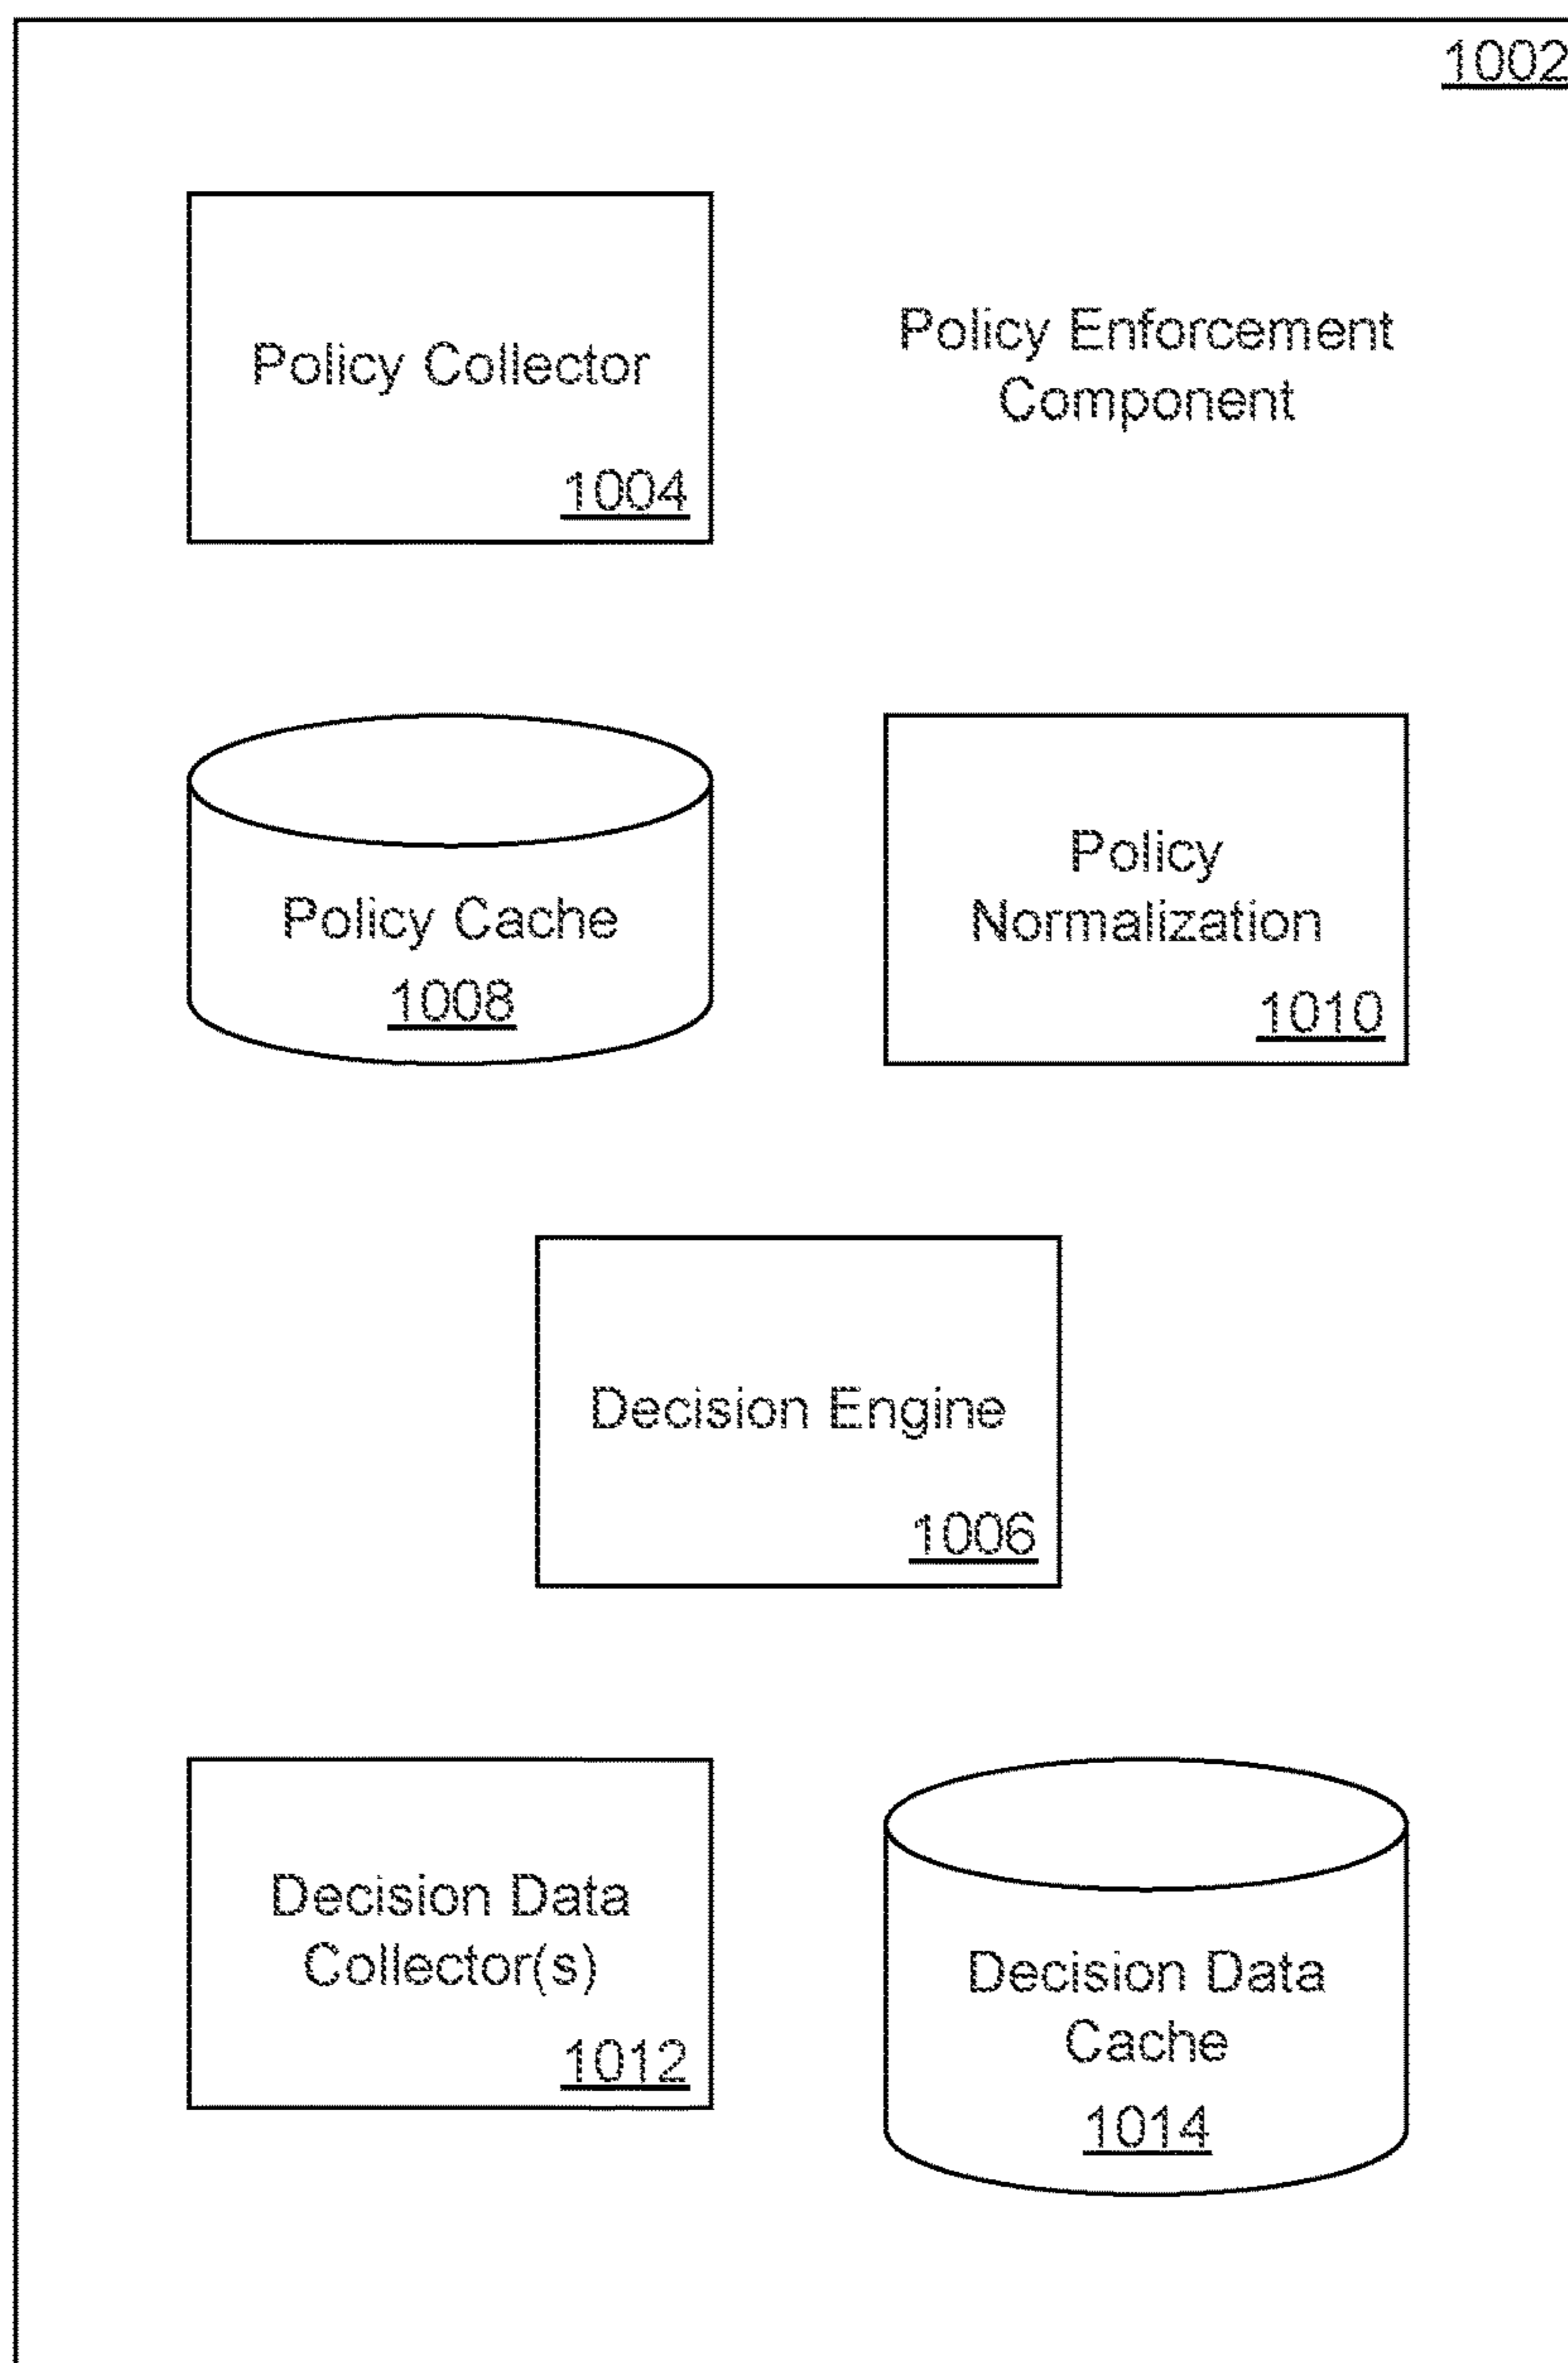 1002
Policy Collector
1004
Policy Enforcement
Component
Policy Cache
1008
Policy
Normalization
1010
Decision Engine
1006
Decision Data
Collector(s)
1012
Decision Data
Cache
1014